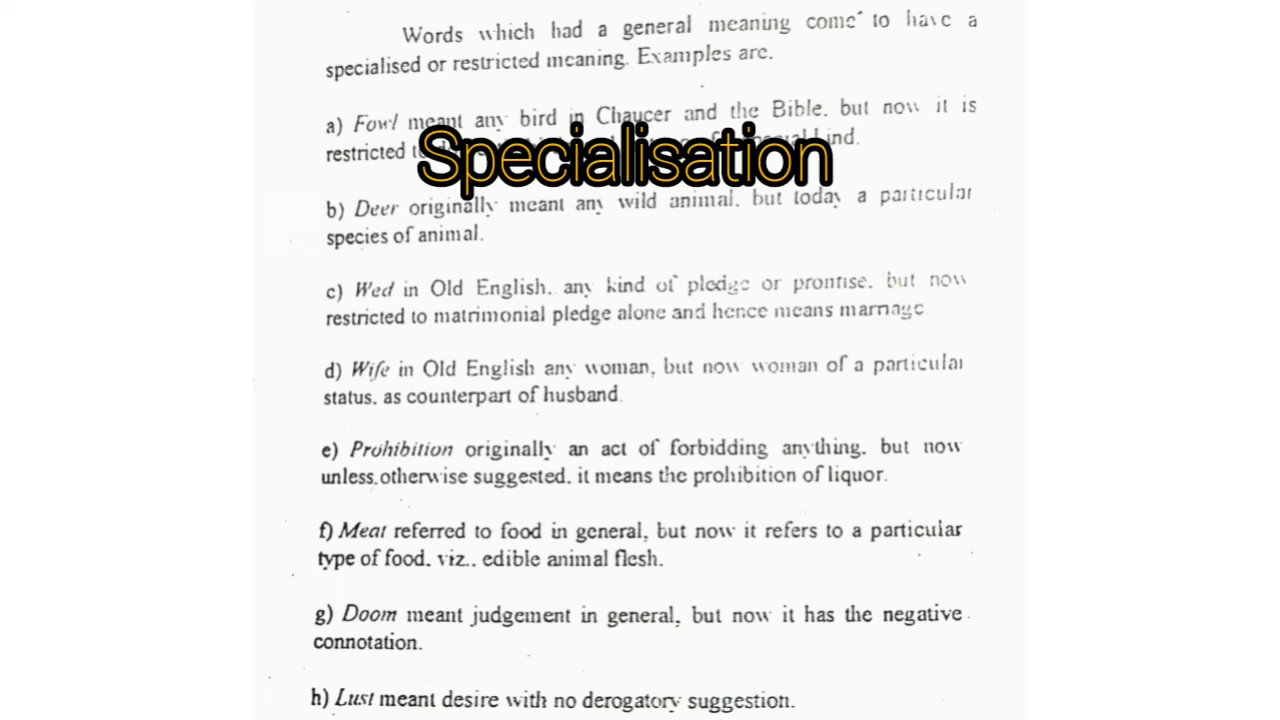 Words which had a general meaning come to have a
specialised or restricted meaning. Examples are.
a) Fowl meant any bird in Chaucer and the Bible. but now it is
restricted kind.
Specialisation
b) Deer originally meant any wild animal. but today a particular
species of animal.
c) Wed in Old English. any kind of pledge or promise. but now
restricted to matrimonial pledge alone and hence means marriage
d) Wife in Old English any woman, but now woman of a particular
status. as counterpart of husband.
e) Prohibition originally an act of forbidding anything. but now
unless otherwise suggested. it means the prohibition of liquor.
f) Meat referred to food in general, but now it refers to a particular
type of food. viz.. edible animal flesh.
g) Doom meant judgement in general, but now it has the negative
connotation.
h) Lust meant desire with no derogatory suggestion.